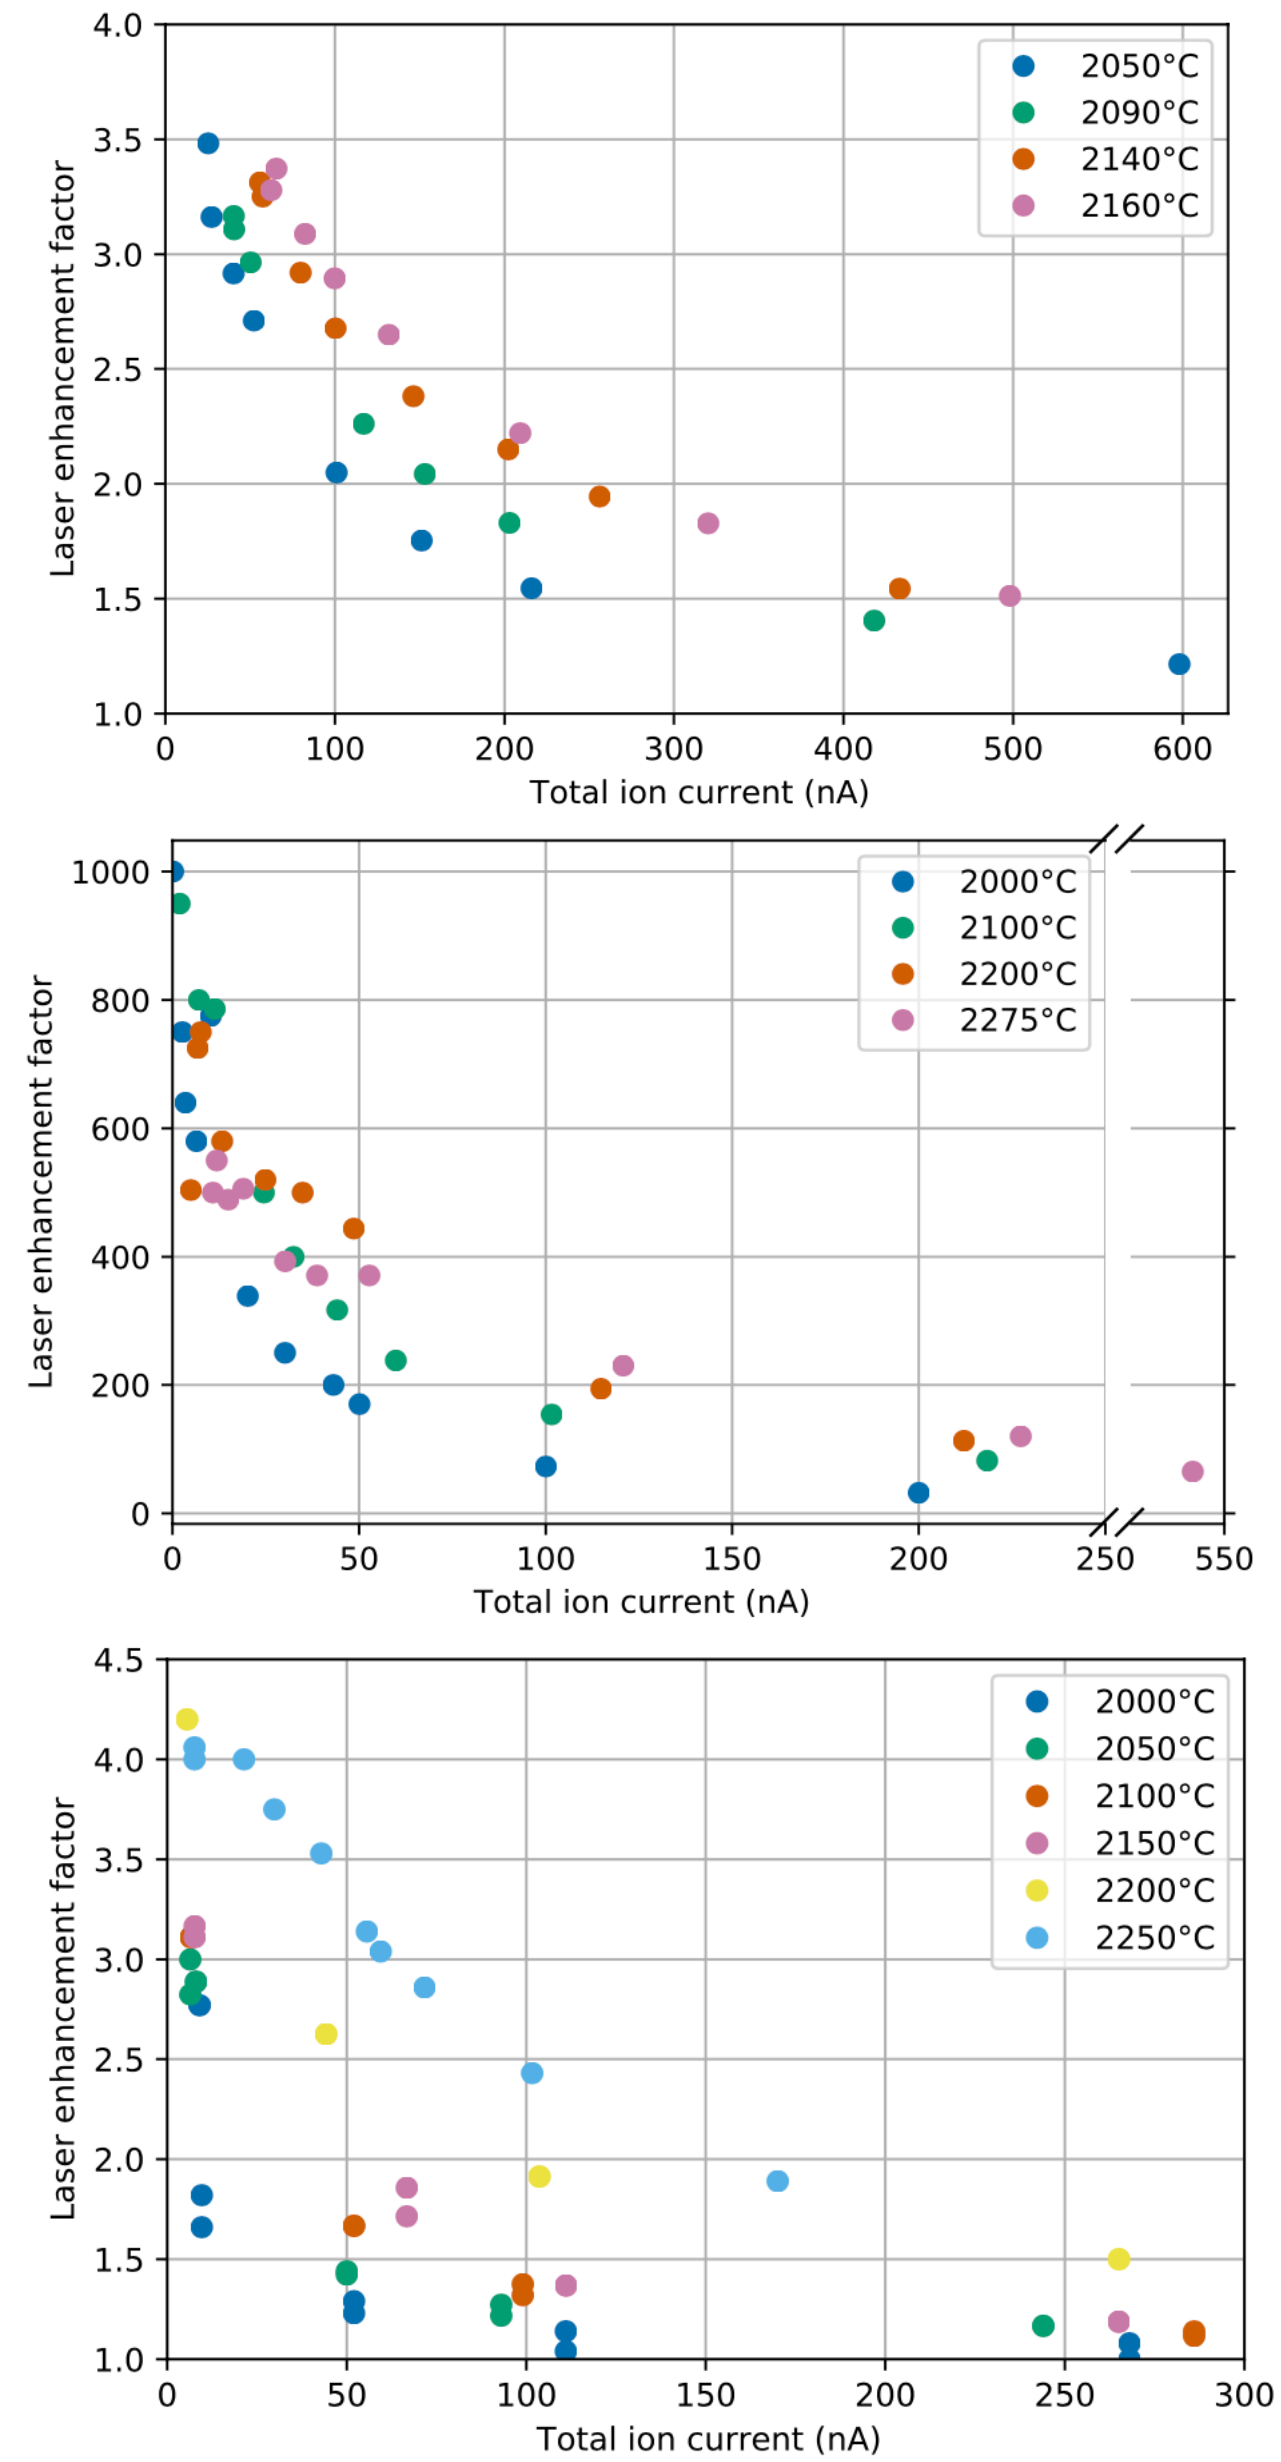 4.0
3.5
3.0
2.5
2.0
1.5
1.0
Laser enhancement factor
2050°C
2090°C
2140°C
2160°C
0 100 200 300 400 500 600
Total ion current (nA)
1000
800
600
400
200
0
Laser enhancement factor
2000°C
2100°C
2200°C
2275°C
0 50 100 150 200 250 550
Total ion current (nA)
4.5
4.0
3.5
3.0
2.5
2.0
1.5
1.0
Laser enhancement factor
2000°C
2050°C
2100°C
2150°C
2200°C
2250°C
0 50 100 150 200 250 300
Total ion current (nA)